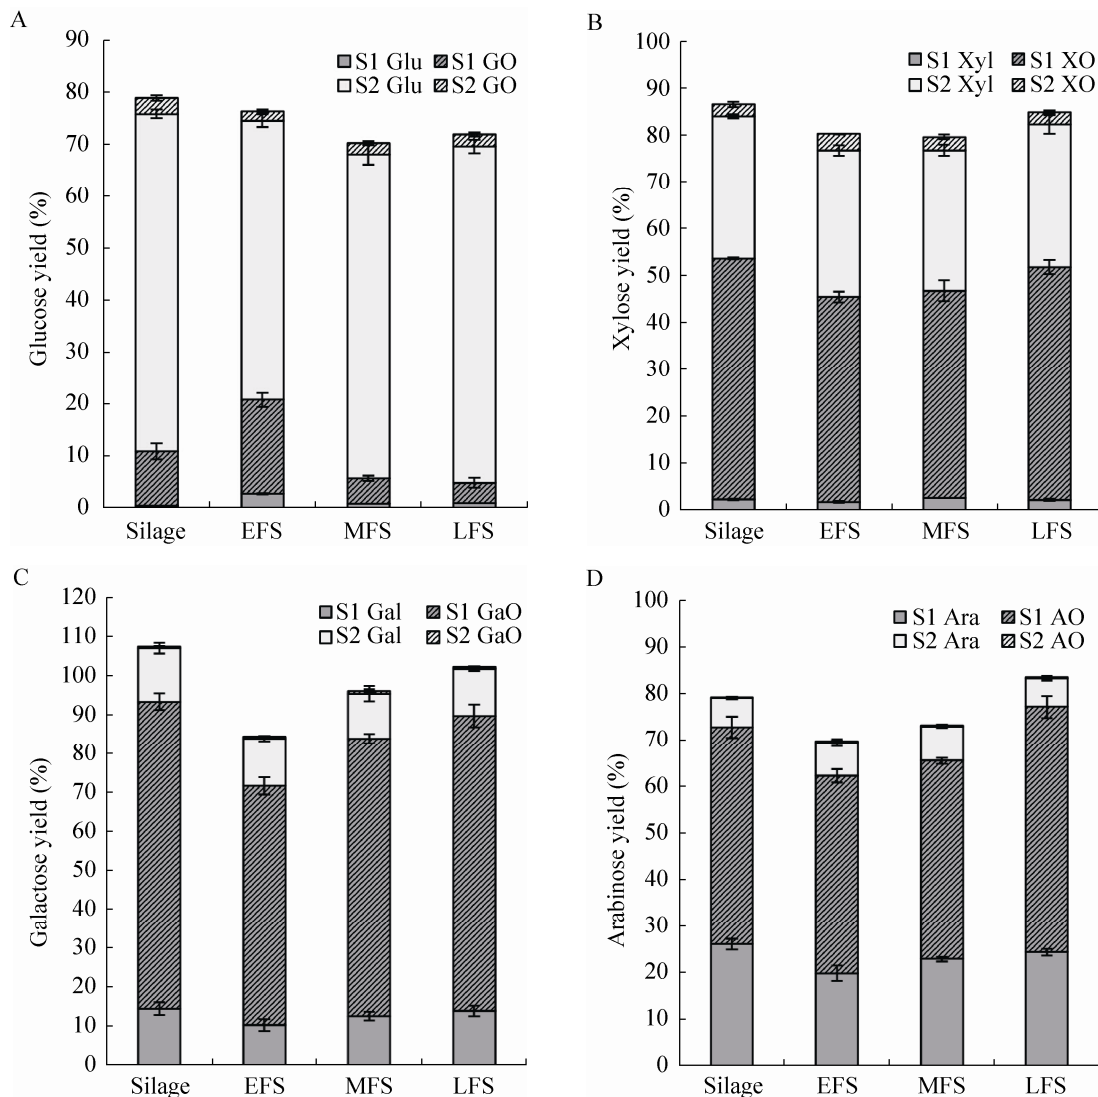 A
90
80
70
60
50
40
30
20
10
0
Glucose yield (%)
S1 Glu S1 GO
S2 Glu S2 GO
Silage EFS MFS LFS
B
100
90
80
70
60
50
40
30
20
10
0
Xylose yield (%)
S1 Xyl S1 XO
S2 Xyl S2 XO
Silage EFS MFS LFS
C
120
110
100
90
80
70
60
50
40
30
20
10
0
Galactose yield (%)
S1 Gal S1 GaO
S2 Gal S2 GaO
Silage EFS MFS LFS
D
100
90
80
70
60
50
40
30
20
10
0
Arabinose yield (%)
S1 Ara S1 AO
S2 Ara S2 AO
Silage EFS MFS LFS